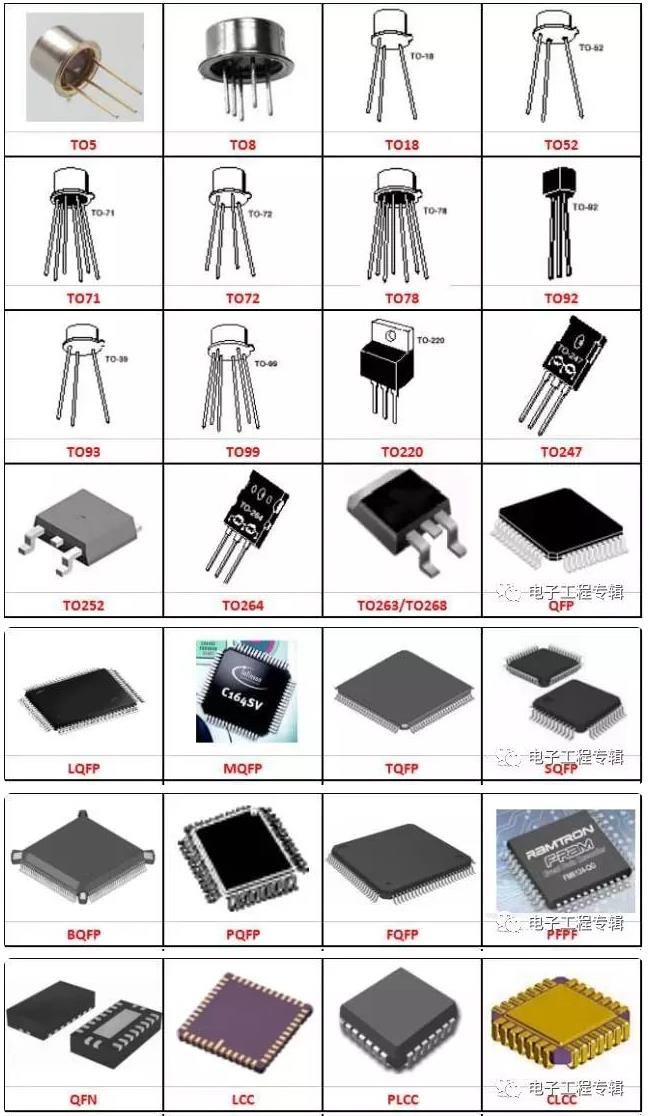 TO-18
TO-52
TO5 TO8 TO18 TO52
TO-71
TO-72
TO-78
TO-92
TO71 TO72 TO78 TO92
TO-39
TO-99
TO-220
TO-247
TO93 TO99 TO220 TO247
TO-264
TO252 TO264 TO263/TO268 QFP
电子工程专辑
Infineon
C164SV
LQFP MQFP TQFP SQFP
电子工程专辑
RAMTRON
FRAM
BQFP PQFP FQFP PFPF
电子工程专辑
QFN LCC PLCC CLCC
电子工程专辑